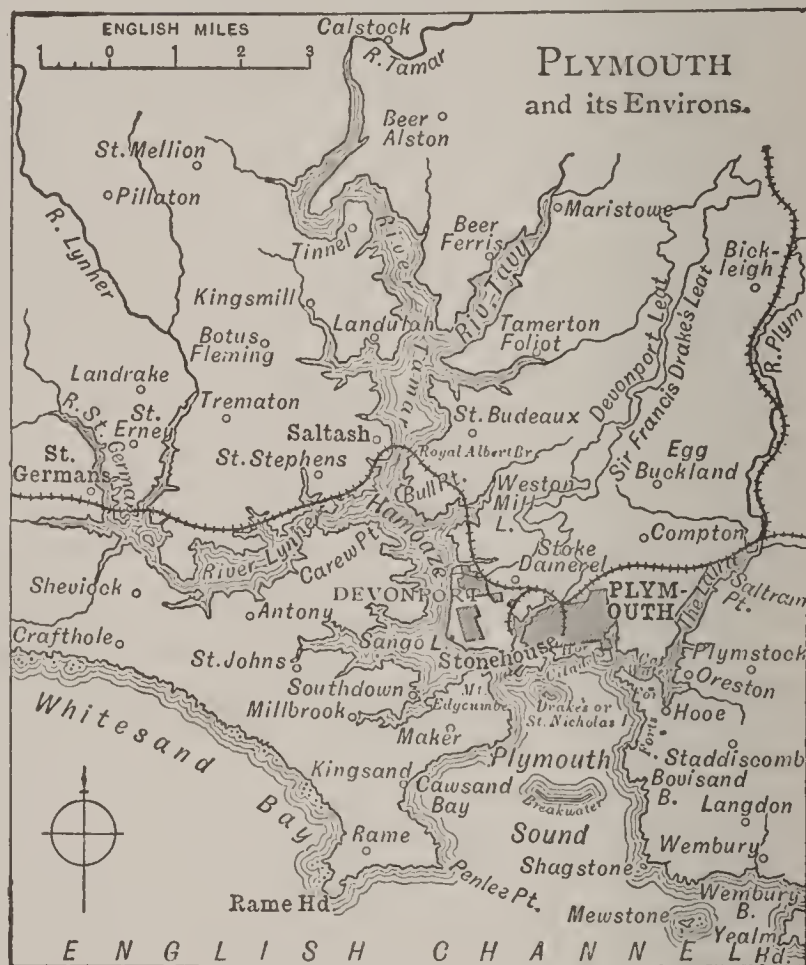 ENGLISH MILES
1 0 1 2 3
PLYMOUTH
and its Environs.
Calstock
R. Tamar
Beer
Alston
St. Mellion
Pillaton
R. Lynher
Tinnel
River Tamar
Beer
Ferris
Maristowe
Riv. Tavy
Bick-
leigh
R. Plym
Kingsmill
Botus
Fleming
Landulph
Tamerton
Foliot
Devonport Leat
Sir Francis Drake's Leat
Landrake
R. St. Germans
St.
Erney
Trematon
Saltash
St. Budeaux
Royal Albert Br
St.
Germans
St. Stephens
Bull Pt.
Weston
Mill
L.
Egg
Buckland
Hamoaze
River Lynher
Carew Pt.
Compton
Stoke
Damerel
Sheviock
DEVONPORT
PLYM-
OUTH
The Laira
Saltram
Pt.
Antony
Crafthole
St. Johns
Sango L.
Stonehouse
Citadel
Plymstock
Oreston
Southdown
Millbrook
Mt.
Edgcumbe
Drake's or
St. Nicholas I
Hooe
Forts
Maker
Whitesand
Bay
Plymouth
Sound
Staddiscomb
Bovisand
B.
Kingsand
Cawsand
Bay
Breakwater
Langdon
Rame
Wembury
Shagstone
Penlee Pt.
Rame Hd.
Wembury
B.
Mewstone
Yealm
Hd.
ENGLISH CHANNEL